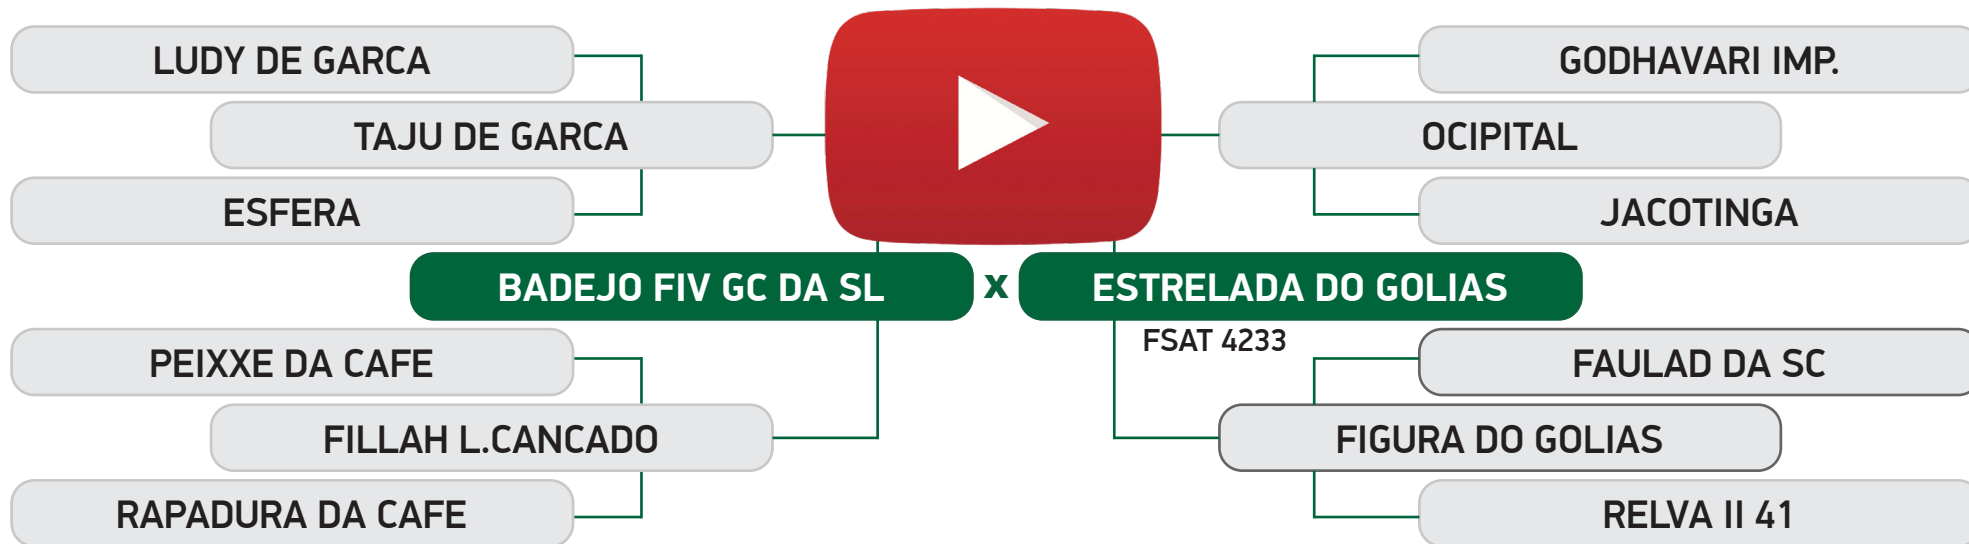 LUDY DE GARCA
GODHAVARI IMP.
TAJU DE GARCA
OCIPITAL
ESFERA
JACOTINGA
BADEJO FIV GC DA SL x ESTRELADA DO GOLIAS
FSAT 4233
PEIXXE DA CAFE
FAULAD DA SC
FILLAH L.CANCADO
FIGURA DO GOLIAS
RAPADURA DA CAFE
RELVA II 41